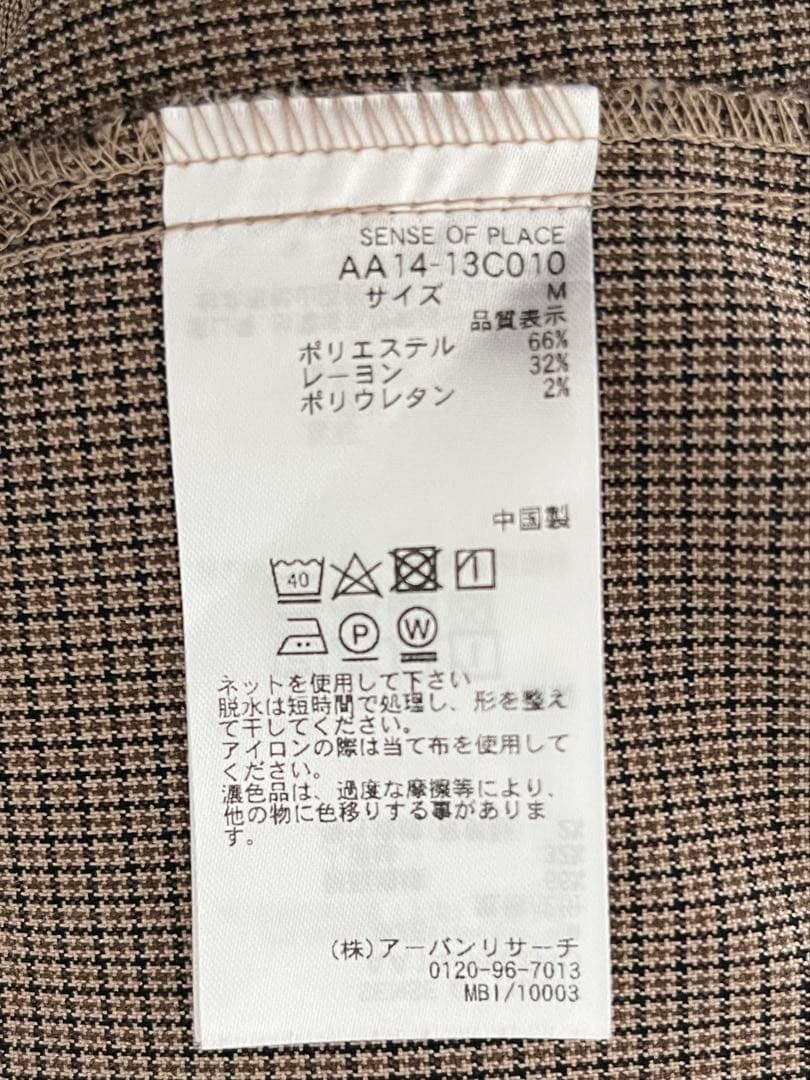 SENSE OF PLACE
AA14-13C010
サイズ M
品質表示
ポリエステル 66%
レーヨン 32%
ポリウレタン 2%
中国製
40
P W
ネットを使用して下さい
脱水は短時間で処理し、形を整え
て干してください。
アイロンの際は当て布を使用して
ください。
濃色品は、過度な摩擦等により、
他の物に色移りする事がありま
す。
(株)アーバンリサーチ
0120-96-7013
MBI/10003